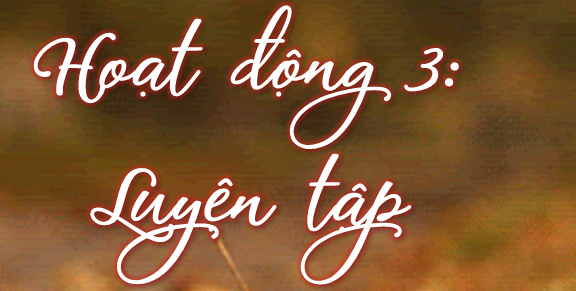 Hoạt động 3:
Luyện tập